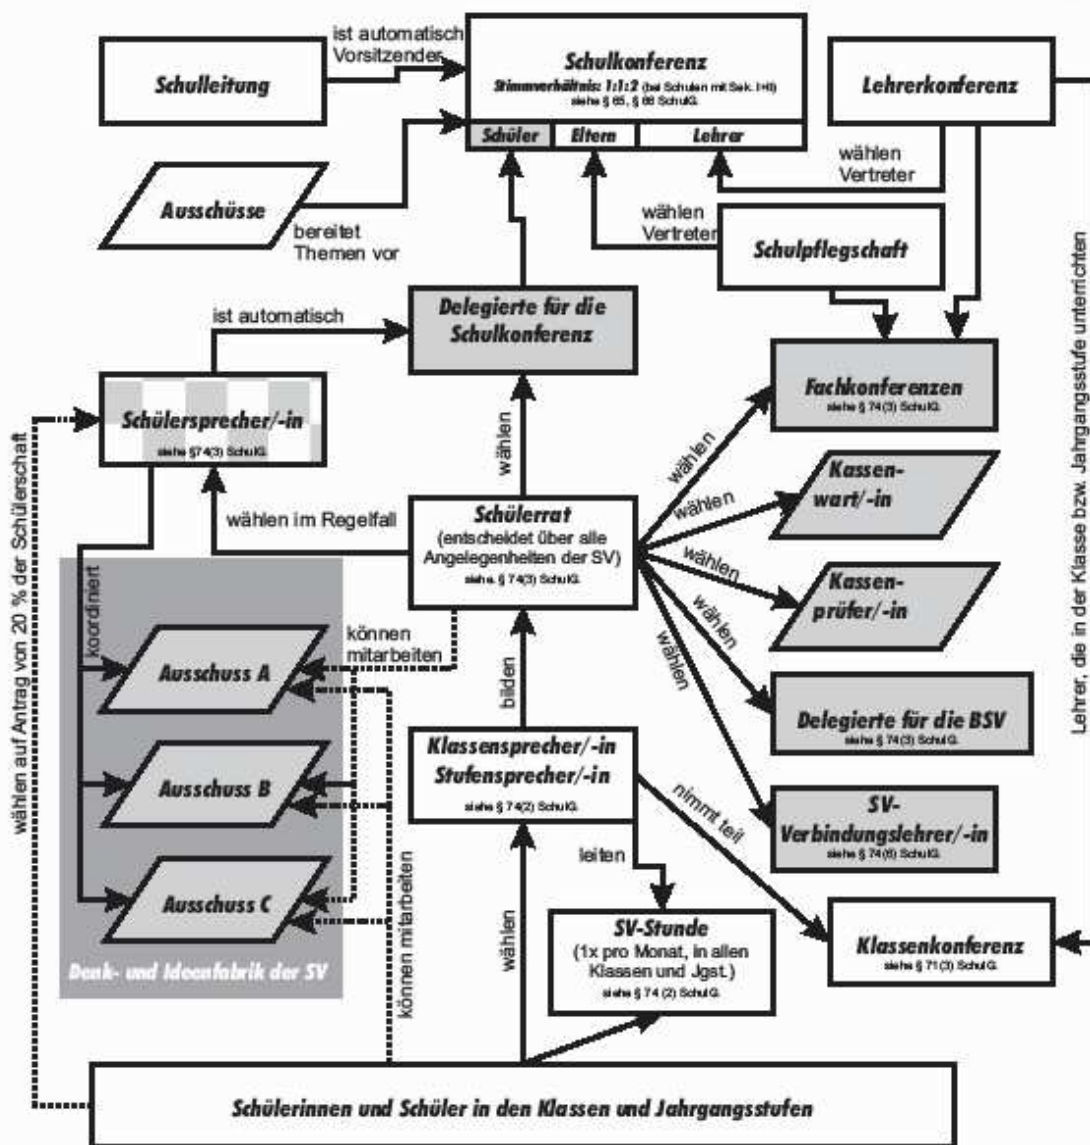 ist automatisch
Vorsitzender
Schulleitung
Schulkonferenz
Stimmverhältnis: 1:1:2 (bei Schulen mit Sek. I+II)
siehe § 65, § 66 SchulG.
Schüler
Eltern
Lehrer
Lehrerkonferenz
wählen
Vertreter
Ausschüsse
bereitet
Themen vor
wählen
Vertreter
Schulpflegschaft
Lehrer, die in der Klasse bzw. Jahrgangsstufe unterrichten
ist automatisch
Delegierte für die
Schulkonferenz
Fachkonferenzen
siehe § 74(3) SchulG.
Schülersprecher/-in
siehe §74(3) SchulG.
wählen
wählen
Kassen-
wart/-in
wählen
wählen im Regelfall
Schülerrat
(entscheidet über alle
Angelegenheiten der SV)
siehe. § 74(3) SchulG.
wählen
Kassen-
prüfer/-in
wählen
wählen
wählen auf Antrag von 20 % der Schülerschaft
koordiniert
können
mitarbeiten
Ausschuss A
bilden
Delegierte für die BSV
siehe § 74(3) SchulG.
Klassensprecher/-in
Stufensprecher/-in
siehe § 74(2) SchulG.
Ausschuss B
nimmt teil
SV-
Verbindungslehrer/-in
siehe § 74(6) SchulG.
leiten
Ausschuss C
können mitarbeiten
wählen
SV-Stunde
(1x pro Monat, in allen
Klassen und Jgst.)
siehe § 74 (2) SchulG.
Klassenkonferenz
siehe § 71(3) SchulG.
Denk- und Ideenfabrik der SV
Schülerinnen und Schüler in den Klassen und Jahrgangsstufen